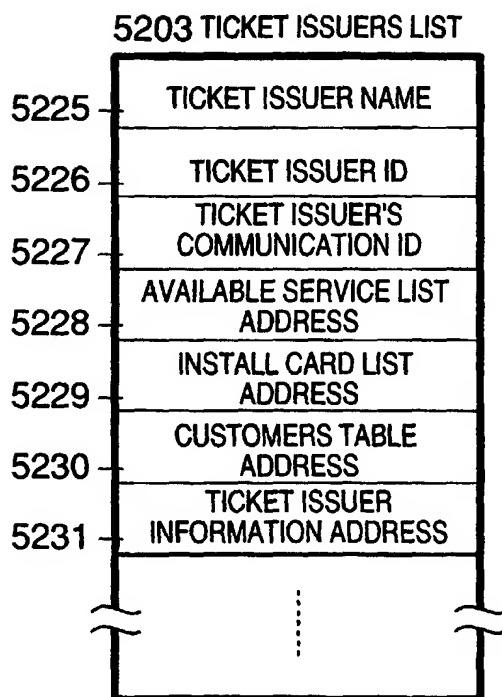 5203 TICKET ISSUERS LIST
5225 TICKET ISSUER NAME
5226 TICKET ISSUER ID
5227 TICKET ISSUER'S
COMMUNICATION ID
5228 AVAILABLE SERVICE LIST
ADDRESS
5229 INSTALL CARD LIST
ADDRESS
5230 CUSTOMERS TABLE
ADDRESS
5231 TICKET ISSUER
INFORMATION ADDRESS